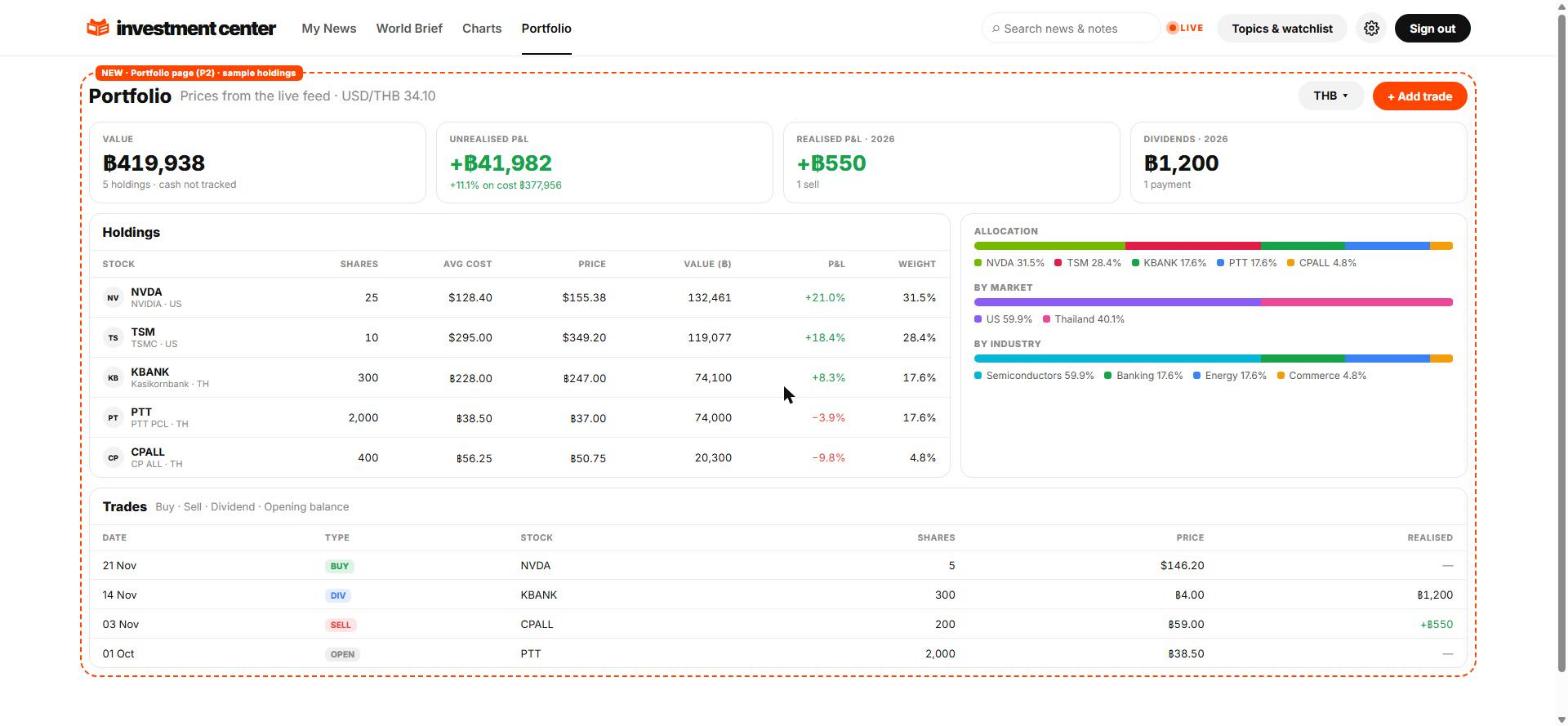 investment center My News World Brief Charts Portfolio Search news & notes LIVE Topics & watchlist Sign out
NEW · Portfolio page (P2) · sample holdings
Portfolio Prices from the live feed · USD/THB 34.10 THB + Add trade
VALUE
฿419,938
5 holdings · cash not tracked
UNREALISED P&L
+฿41,982
+11.1% on cost ฿377,956
REALISED P&L · 2026
+฿550
1 sell
DIVIDENDS · 2026
฿1,200
1 payment
Holdings
STOCK SHARES AVG COST PRICE VALUE (฿) P&L WEIGHT
NV NVDA 25 $128.40 $155.38 132,461 +21.0% 31.5%
NVIDIA · US
TS TSM 10 $295.00 $349.20 119,077 +18.4% 28.4%
TSMC · US
KB KBANK 300 ฿228.00 ฿247.00 74,100 +8.3% 17.6%
Kasikornbank · TH
PT PTT 2,000 ฿38.50 ฿37.00 74,000 −3.9% 17.6%
PTT PCL · TH
CP CPALL 400 ฿56.25 ฿50.75 20,300 −9.8% 4.8%
CP ALL · TH
ALLOCATION
NVDA 31.5% TSM 28.4% KBANK 17.6% PTT 17.6% CPALL 4.8%
BY MARKET
US 59.9% Thailand 40.1%
BY INDUSTRY
Semiconductors 59.9% Banking 17.6% Energy 17.6% Commerce 4.8%
Trades Buy · Sell · Dividend · Opening balance
DATE TYPE STOCK SHARES PRICE REALISED
21 Nov BUY NVDA 5 $146.20 —
14 Nov DIV KBANK 300 ฿4.00 ฿1,200
03 Nov SELL CPALL 200 ฿59.00 +฿550
01 Oct OPEN PTT 2,000 ฿38.50 —